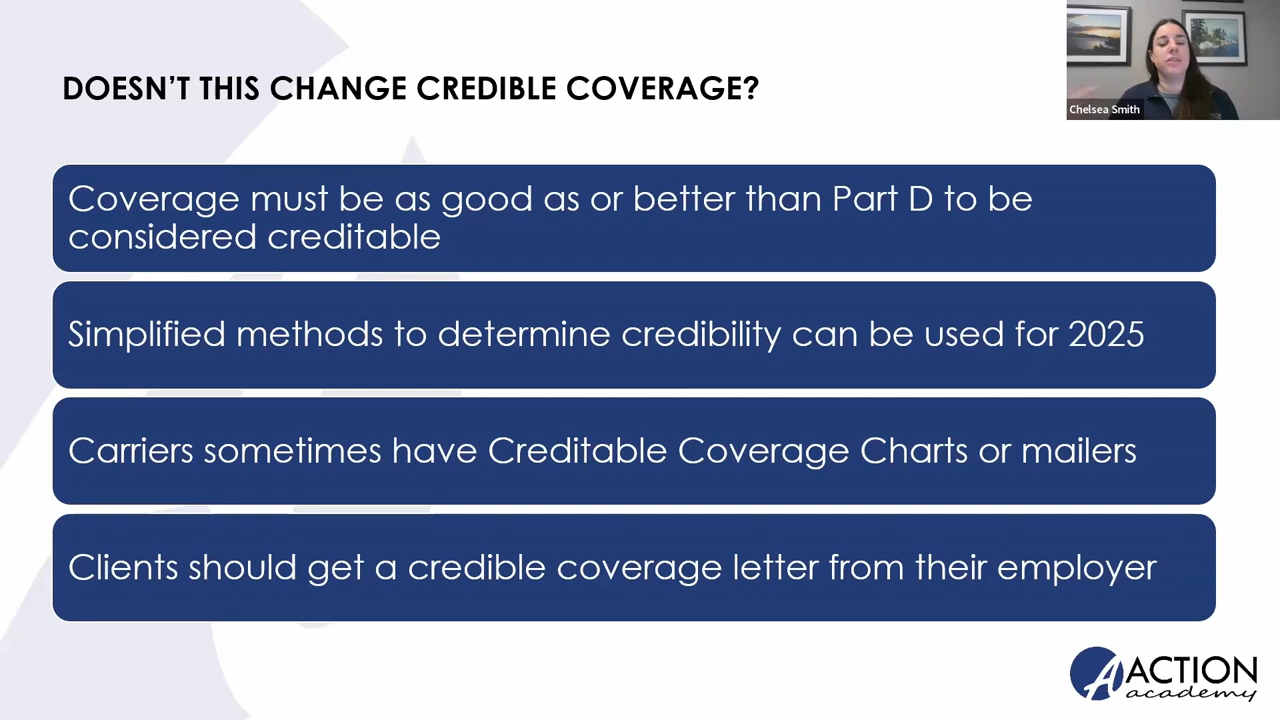 DOESN'T THIS CHANGE CREDIBLE COVERAGE?
Chelsea Smith
Coverage must be as good as or better than Part D to be
considered creditable
Simplified methods to determine credibility can be used for 2025
Carriers sometimes have Creditable Coverage Charts or mailers
Clients should get a credible coverage letter from their employer
A ACTION
academy